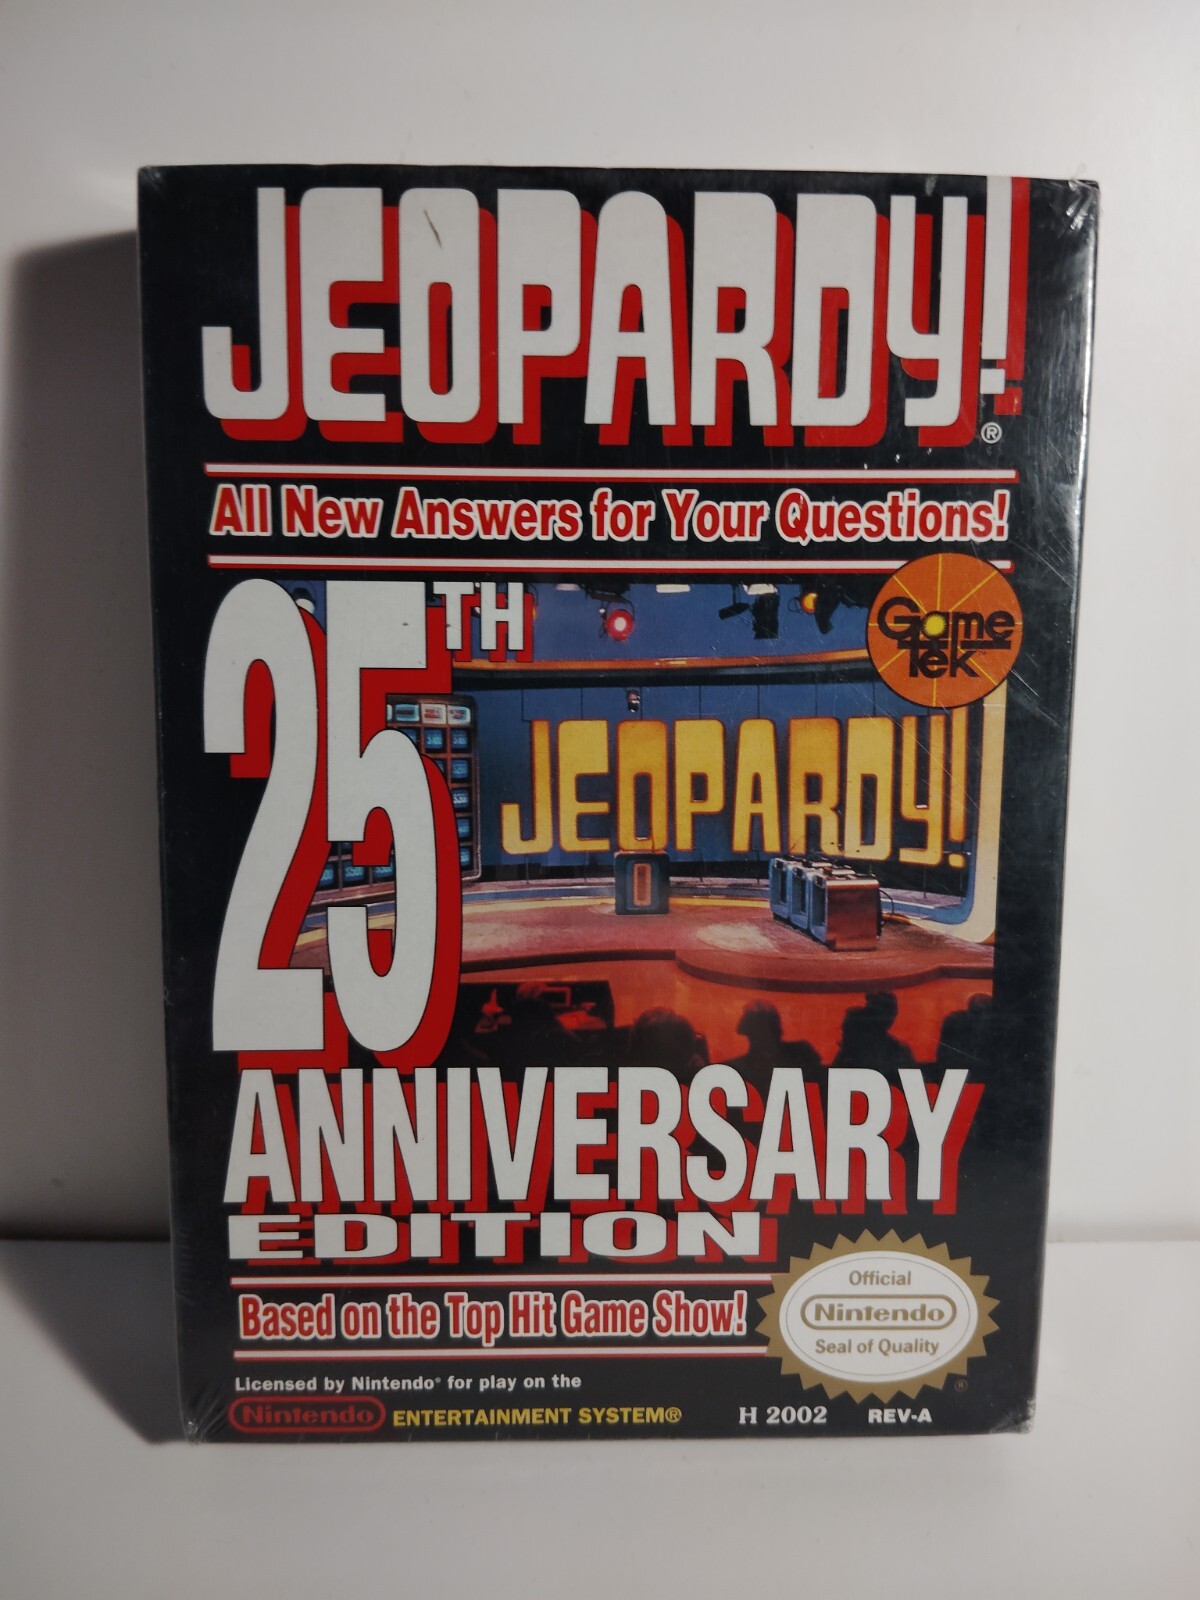 JEOPARDY!®
All New Answers for Your Questions!
Game
Tek™
25TH
JEOPARDY!
ANNIVERSARY
EDITION
Based on the Top Hit Game Show!
Official
Nintendo
Seal of Quality
®
Licensed by Nintendo® for play on the
Nintendo ENTERTAINMENT SYSTEM®
H 2002 REV-A